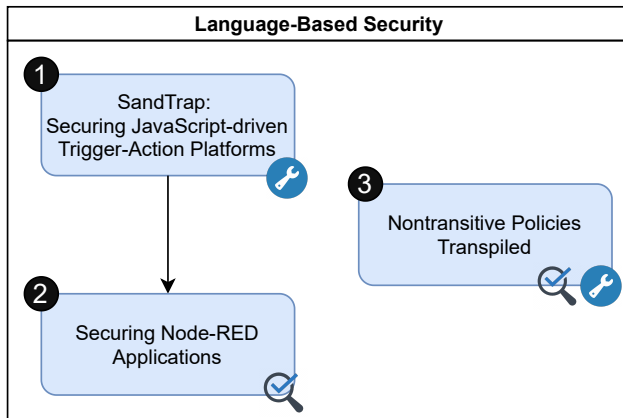 Language-Based Security
1
SandTrap:
Securing JavaScript-driven
Trigger-Action Platforms
3
Nontransitive Policies
Transpiled
2
Securing Node-RED
Applications